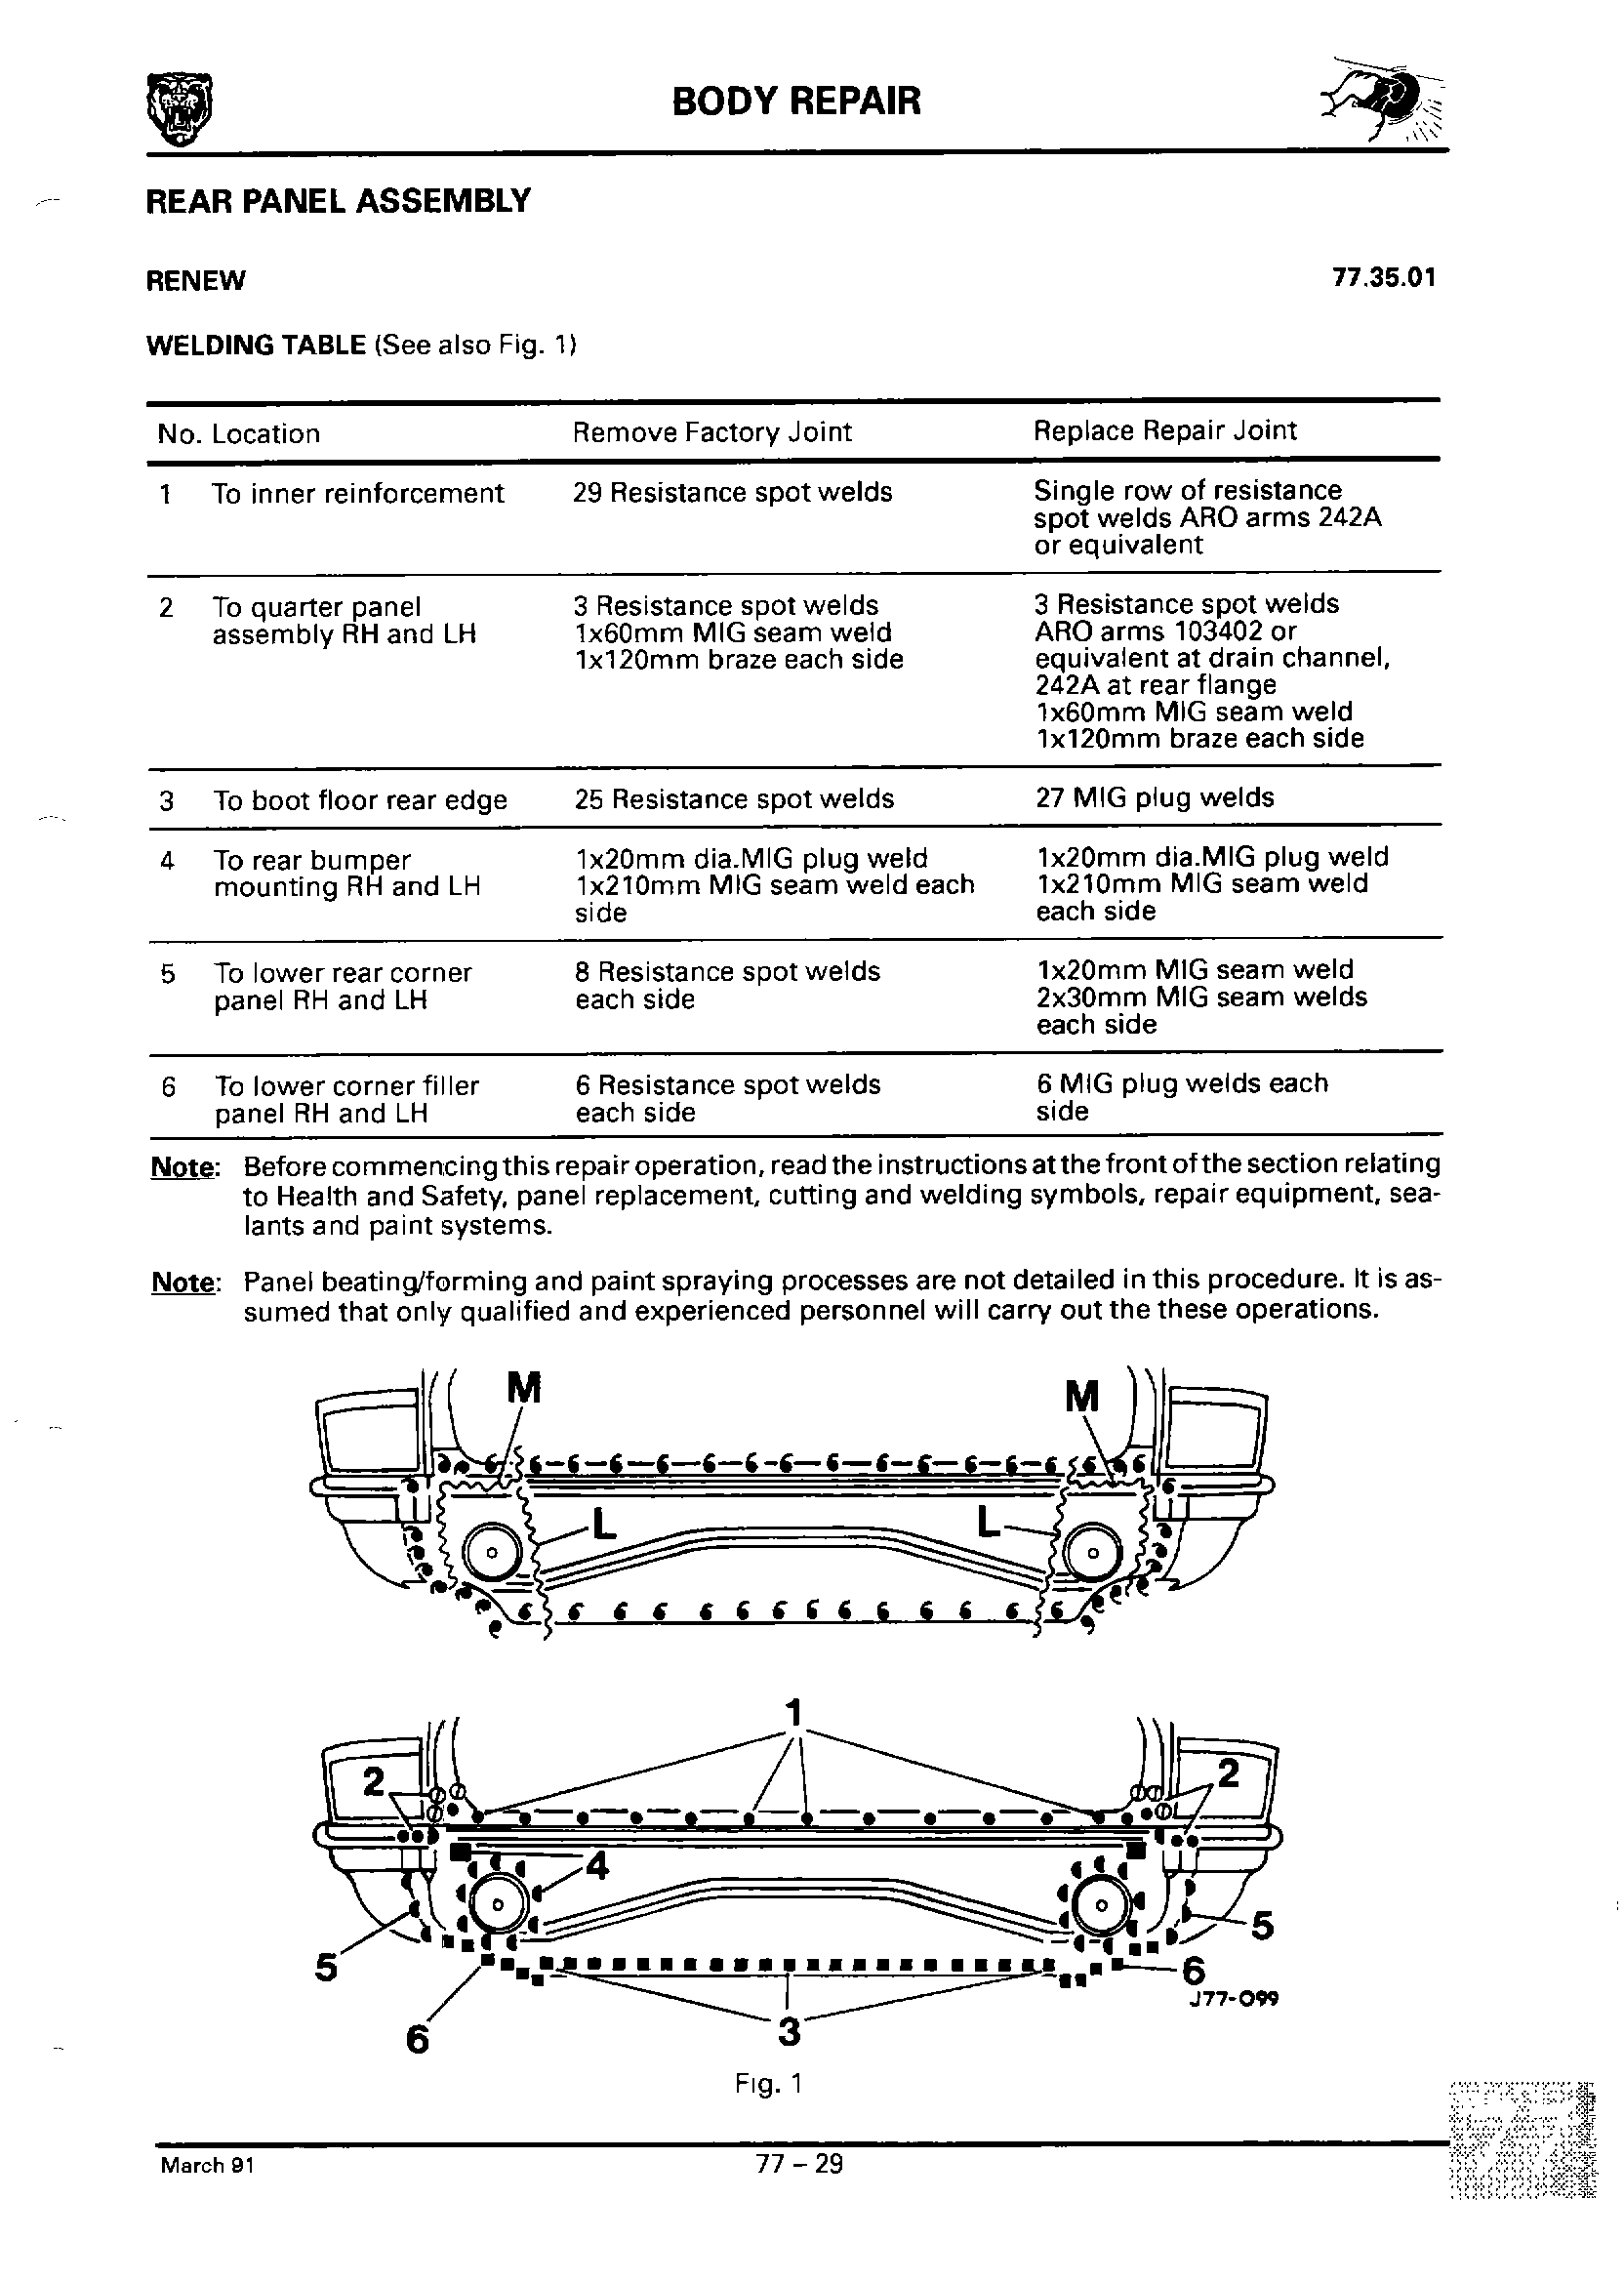 BODY REPAIR
REAR PANEL ASSEMBLY
RENEW 77.35.01
WELDING TABLE (See also Fig. 1)
No. Location Remove Factory Joint Replace Repair Joint
1 To inner reinforcement 29 Resistance spot welds Single row of resistance
spot welds ARO arms 242A
or equivalent
2 To quarter panel 3 Resistance spot welds 3 Resistance spot welds
assembly RH and LH 1x60mm MIG seam weld ARO arms 103402 or
1x120mm braze each side equivalent at drain channel,
242A at rear flange
1x60mm MIG seam weld
1x120mm braze each side
3 To boot floor rear edge 25 Resistance spot welds 27 MIG plug welds
4 To rear bumper 1x20mm dia.MIG plug weld 1x20mm dia.MIG plug weld
mounting RH and LH 1x210mm MIG seam weld each 1x210mm MIG seam weld
side each side
5 To lower rear corner 8 Resistance spot welds 1x20mm MIG seam weld
panel RH and LH each side 2x30mm MIG seam welds
each side
6 To lower corner filler 6 Resistance spot welds 6 MIG plug welds each
panel RH and LH each side side
Note: Before commencing this repair operation, read the instructions at the front of the section relating
to Health and Safety, panel replacement, cutting and welding symbols, repair equipment, sea-
lants and paint systems.
Note: Panel beating/forming and paint spraying processes are not detailed in this procedure. It is as-
sumed that only qualified and experienced personnel will carry out the these operations.
M M
L L
1
2 2
4
5 5
6 6
J77-099
3
Fig. 1
March 91 77 – 29